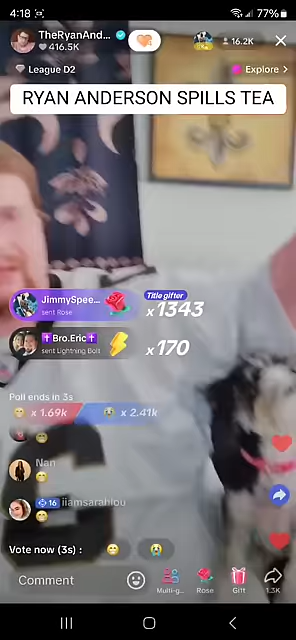 4:18
77%
TheRyanAnd...
416.5K
16.2K
League D2
Explore >
RYAN ANDERSON SPILLS TEA
JimmySpee...
sent Rose
Title gifter
x1343
✝Bro.Eric✝
sent Lightning Bolt
x170
Poll ends in 3s
x 1.69k
x 2.41k
Nan
16 iiamsarahlou
Vote now (3s) :
Comment
Multi-g...
Rose
Gift
1.3K